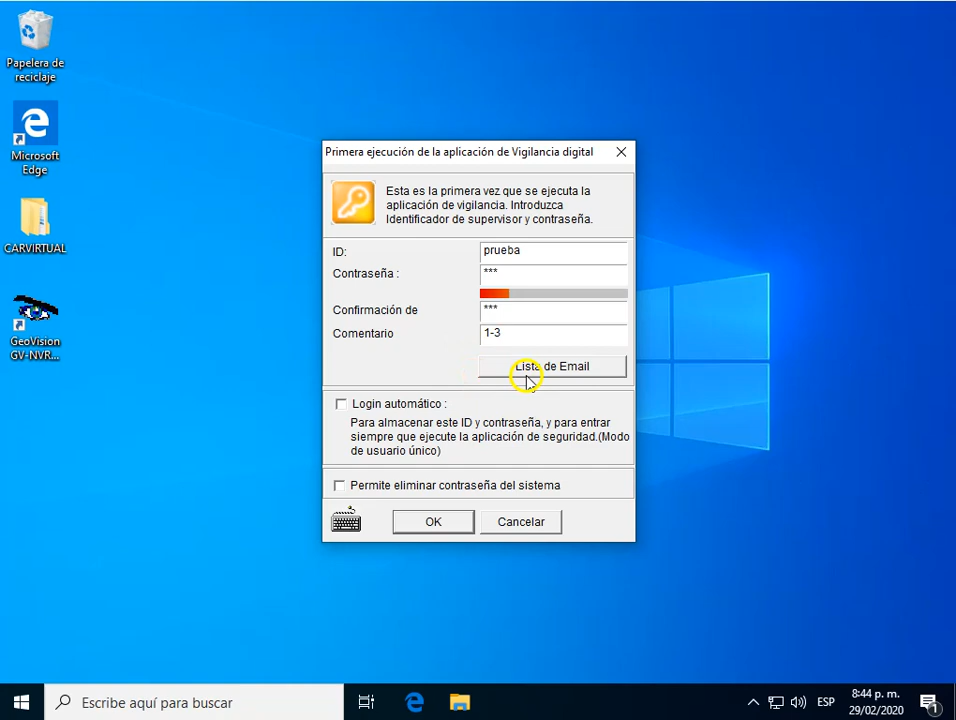 Papelera de
reciclaje
Microsoft
Edge
CARVIRTUAL
GeoVision
GV-NVR...
Primera ejecución de la aplicación de Vigilancia digital
Esta es la primera vez que se ejecuta la
aplicación de vigilancia. Introduzca
Identificador de supervisor y contraseña.
ID:
prueba
Contraseña :
***
Confirmación de
***
Comentario
1-3
Lista de Email
Login automático :
Para almacenar este ID y contraseña, y para entrar
siempre que ejecute la aplicación de seguridad.(Modo
de usuario único)
Permite eliminar contraseña del sistema
OK
Cancelar
Escribe aquí para buscar
ESP
8:44 p. m.
29/02/2020
1